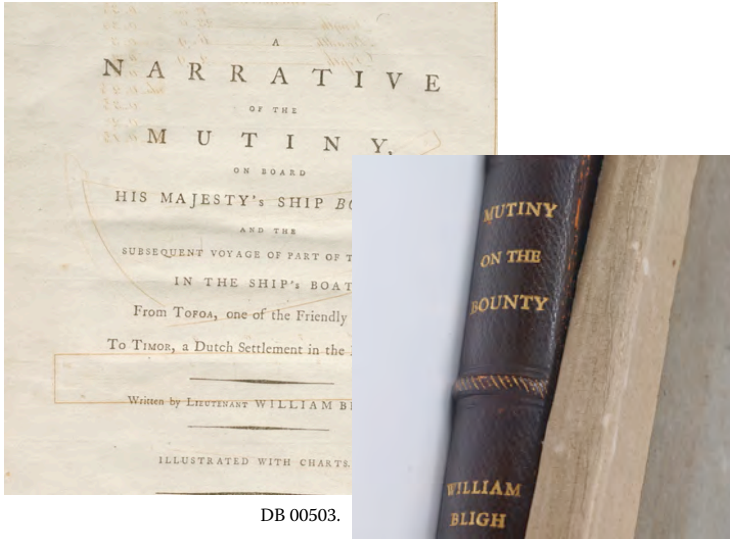 A
NARRATIVE
OF THE
MUTINY,
ON BOARD
HIS MAJESTY's SHIP
AND THE
SUBSEQUENT VOYAGE OF PART OF
IN THE SHIP's BOAT
From TOFOA, one of the Friendly
To TIMOR, a Dutch Settlement in the
Written by LIEUTENANT WILLIAM
ILLUSTRATED WITH CHARTS.
DB 00503.
MUTINY
ON THE
BOUNTY
WILLIAM
BLIGH